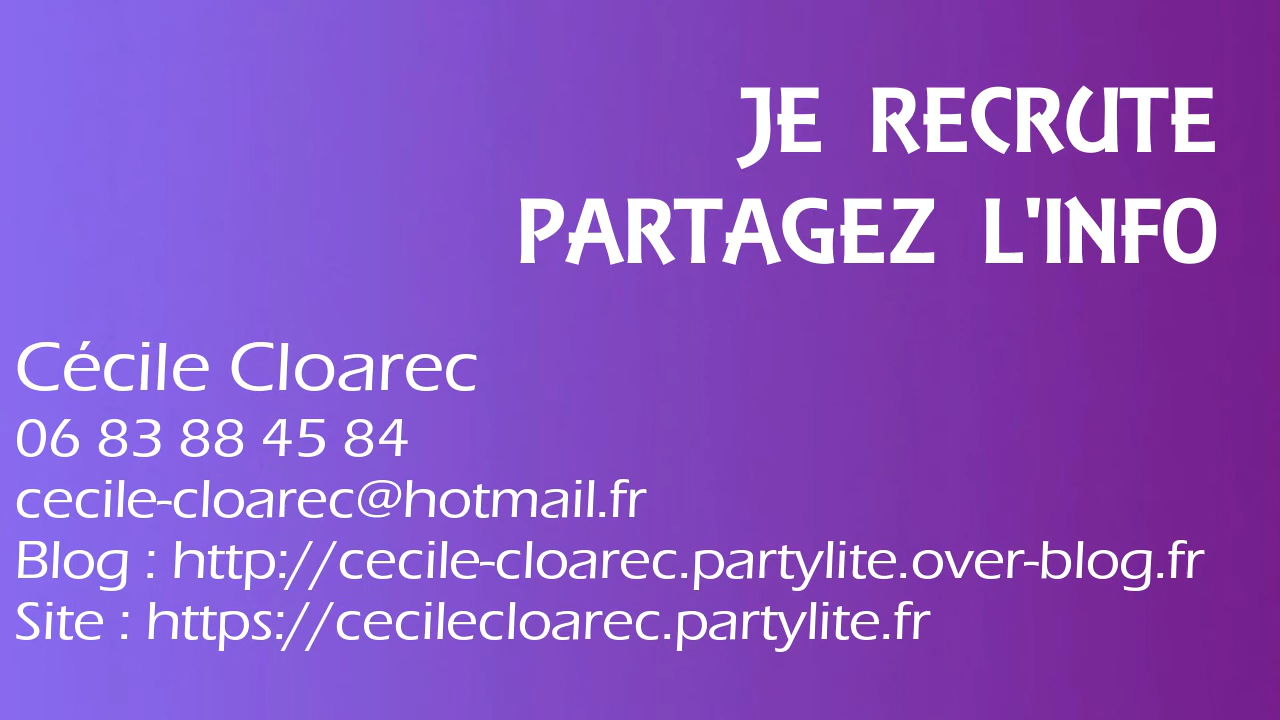 JE RECRUTE
PARTAGEZ L'INFO
Cécile Cloarec
06 83 88 45 84
cecile-cloarec@hotmail.fr
Blog : http://cecile-cloarec.partylite.over-blog.fr
Site : https://cecilecloarec.partylite.fr